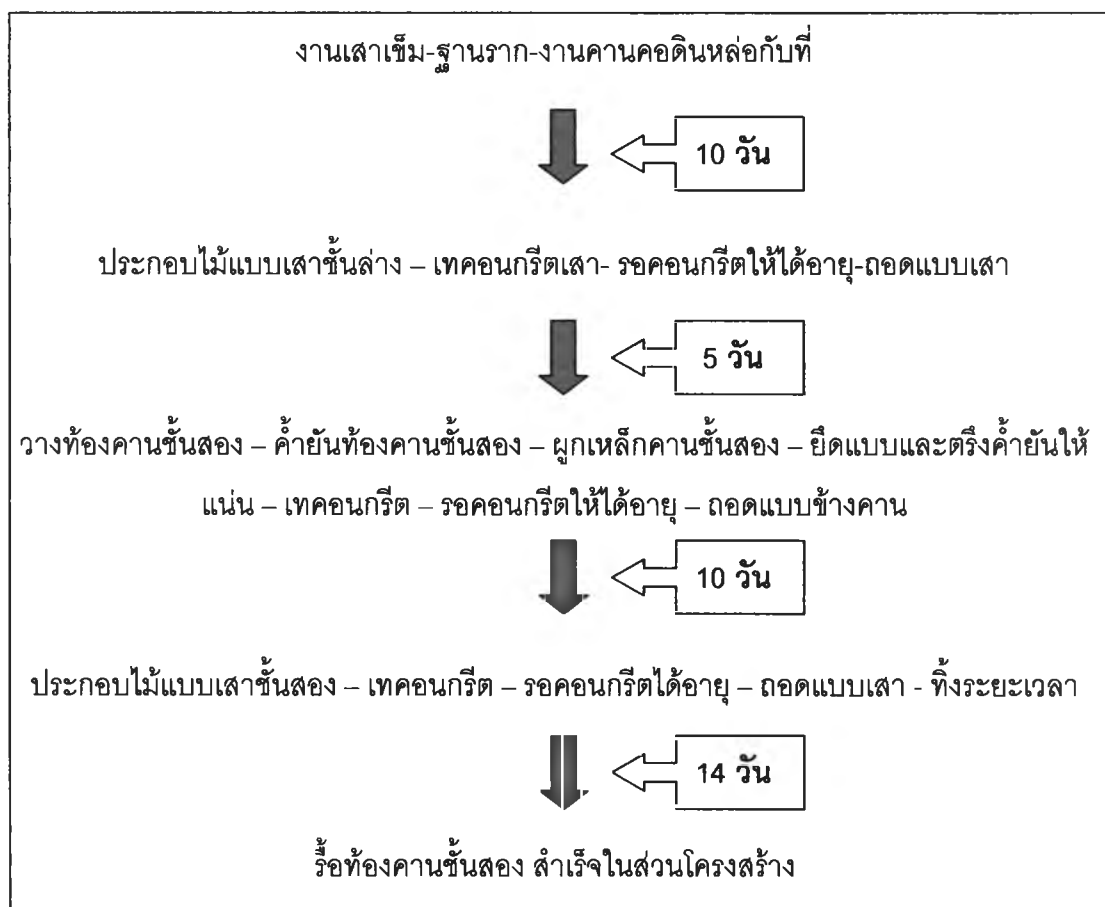 งานเสาเข็ม-ฐานราก-งานคานคอดินหล่อกับที่
10 วัน
ประกอบไม้แบบเสาชั้นล่าง – เทคอนกรีตเสา- รอคอนกรีตให้ได้อายุ-ถอดแบบเสา
5 วัน
วางท้องคานชั้นสอง – ค้ำยันท้องคานชั้นสอง – ผูกเหล็กคานชั้นสอง – ยึดแบบและตรึงค้ำยันให้
แน่น – เทคอนกรีต – รอคอนกรีตให้ได้อายุ – ถอดแบบข้างคาน
10 วัน
ประกอบไม้แบบเสาชั้นสอง – เทคอนกรีต – รอคอนกรีตได้อายุ – ถอดแบบเสา - ทิ้งระยะเวลา
14 วัน
รื้อท้องคานชั้นสอง สำเร็จในส่วนโครงสร้าง